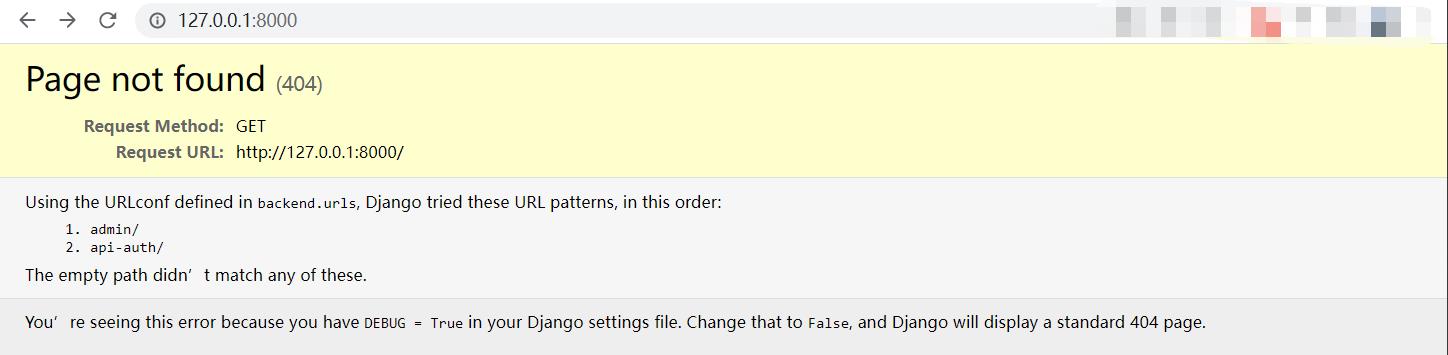 127.0.0.1:8000
Page not found (404)
Request Method: GET
Request URL: http://127.0.0.1:8000/
Using the URLconf defined in backend.urls, Django tried these URL patterns, in this order:
1. admin/
2. api-auth/
The empty path didn’t match any of these.
You’re seeing this error because you have DEBUG = True in your Django settings file. Change that to False, and Django will display a standard 404 page.